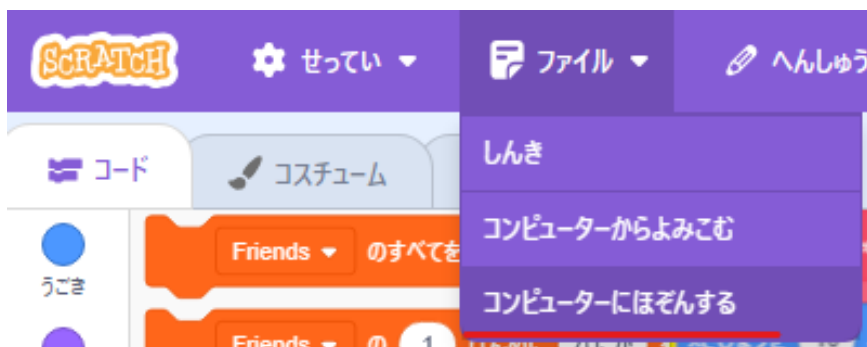 SCRATCH
せってい
ファイル
へんしゅう
コード
コスチューム
しんき
コンピューターからよみこむ
コンピューターにほぞんする
うごき
Friends のすべてを
Friends の 1